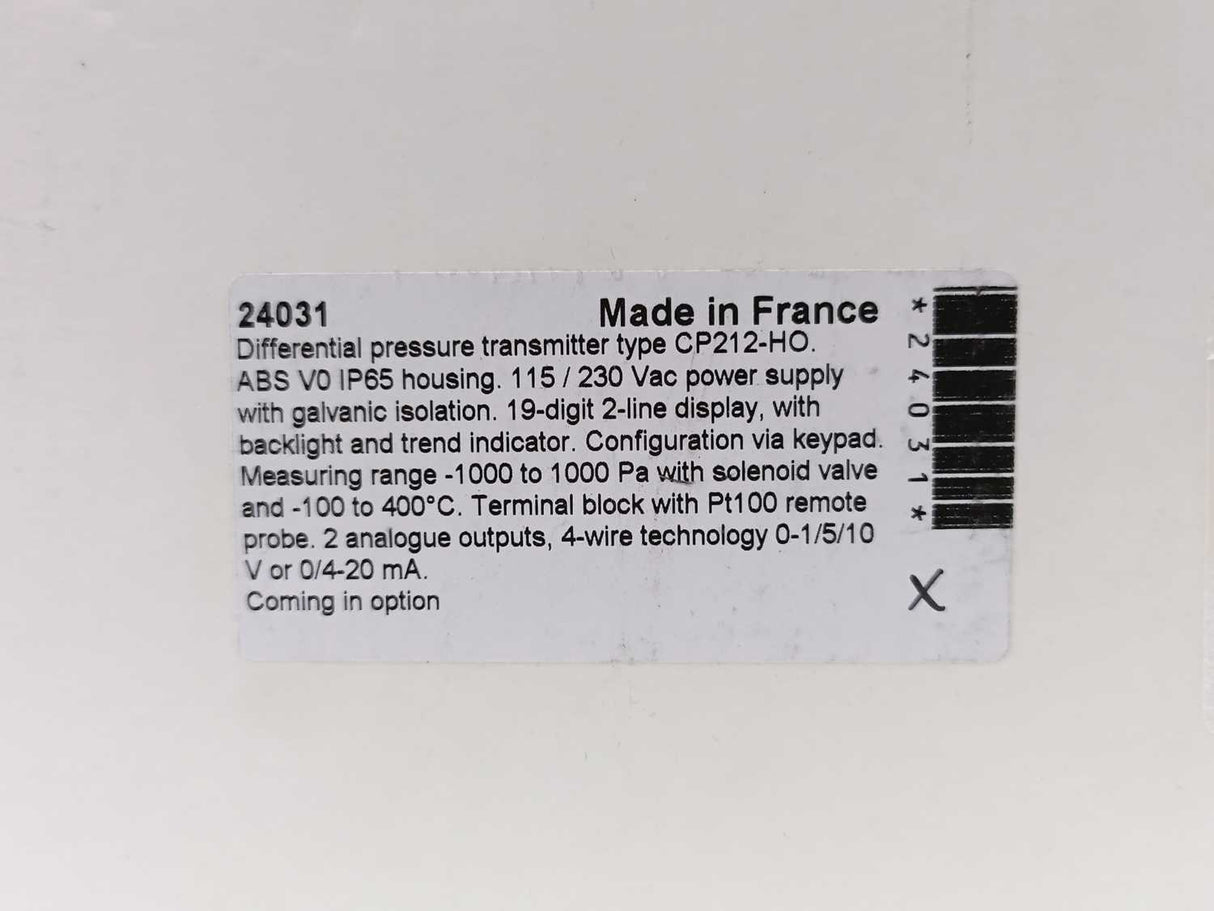 24031 Made in France
Differential pressure transmitter type CP212-HO.
ABS V0 IP65 housing. 115 / 230 Vac power supply
with galvanic isolation. 19-digit 2-line display, with
backlight and trend indicator. Configuration via keypad.
Measuring range -1000 to 1000 Pa with solenoid valve
and -100 to 400°C. Terminal block with Pt100 remote
probe. 2 analogue outputs, 4-wire technology 0-1/5/10
V or 0/4-20 mA.
Coming in option
*24031*
X